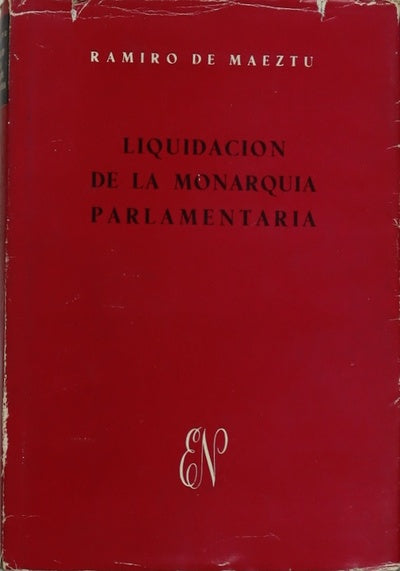 RAMIRO DE MAEZTU
LIQUIDACION
DE LA MONARQUIA
PARLAMENTARIA
EN